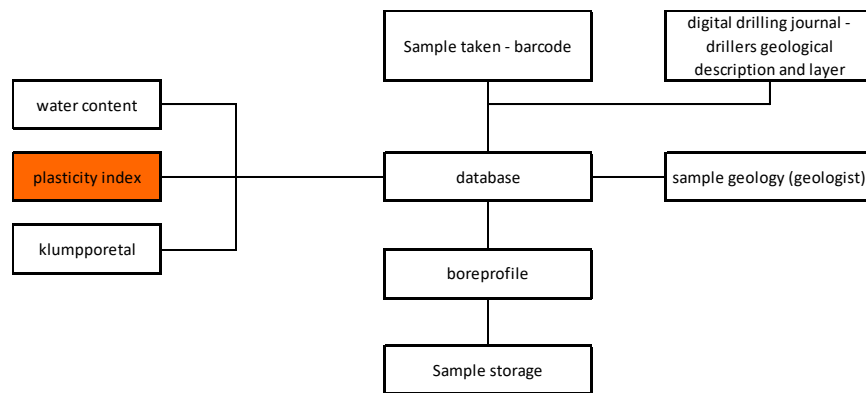 Sample taken - barcode
digital drilling journal -
drillers geological
description and layer
water content
plasticity index
database
sample geology (geologist)
klumpporetal
boreprofile
Sample storage